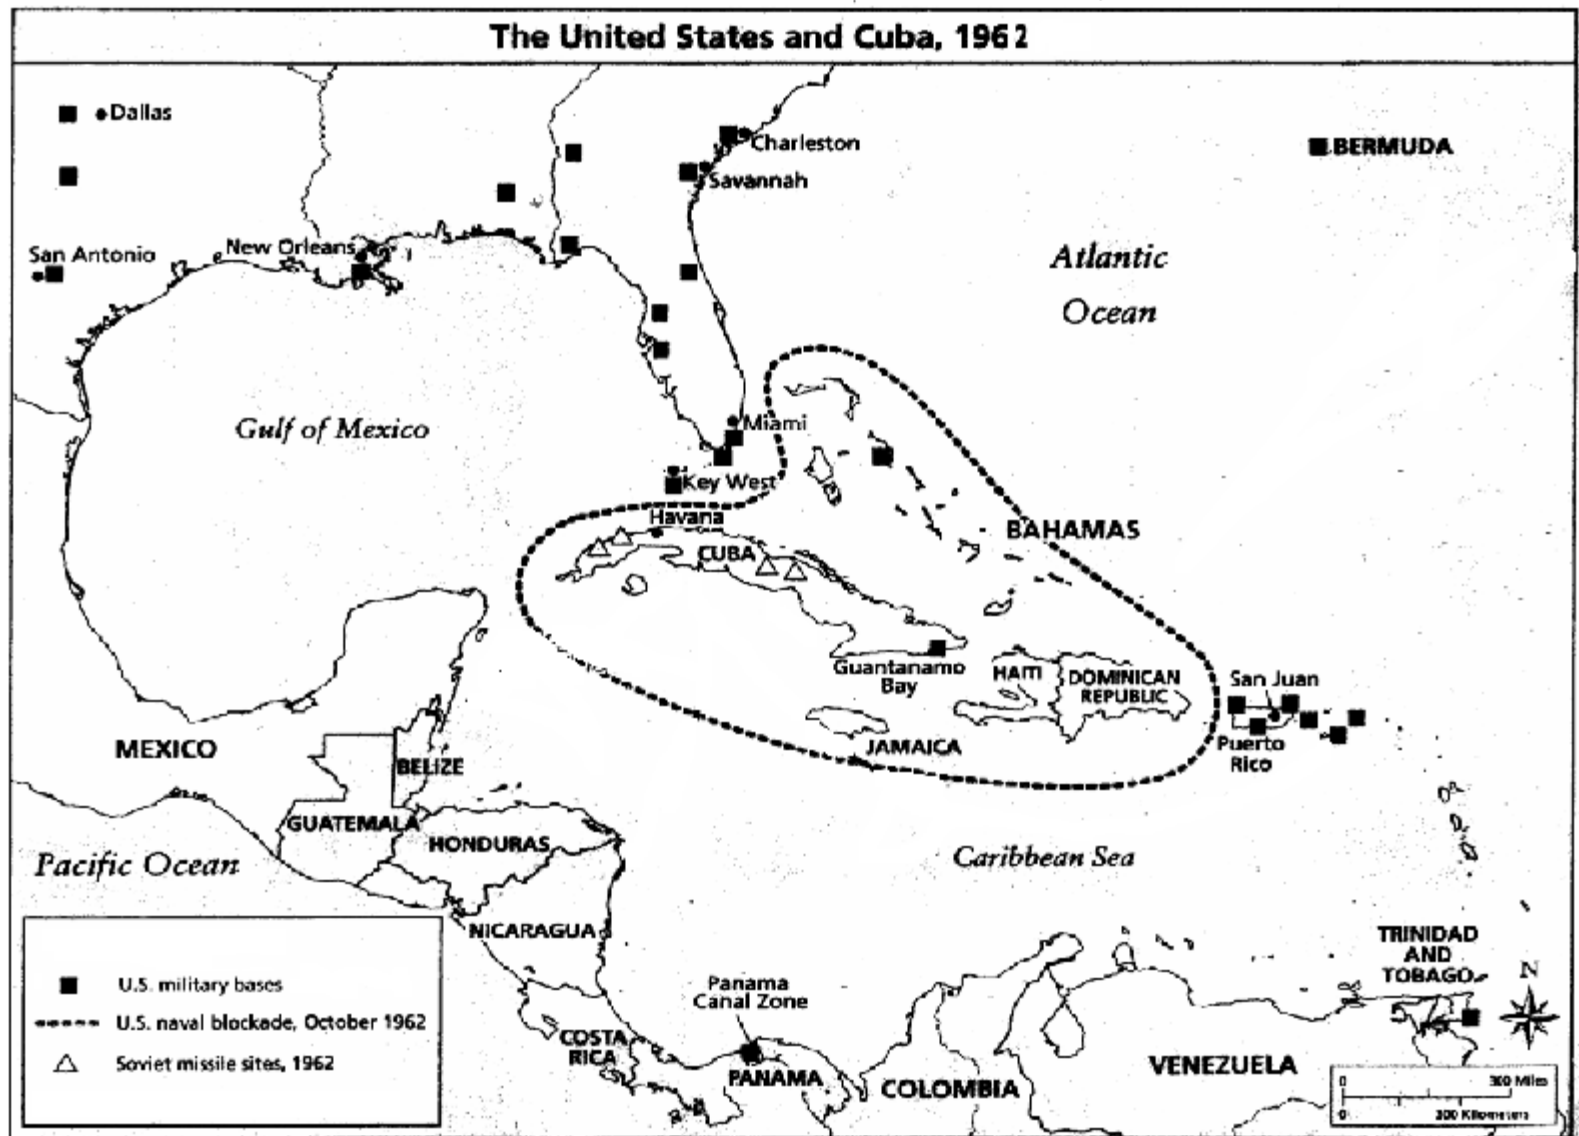 The United States and Cuba, 1962
Dallas
Charleston
BERMUDA
Savannah
San Antonio
New Orleans
Atlantic
Ocean
Gulf of Mexico
Miami
Key West
Havana
CUBA
BAHAMAS
Guantanamo
Bay
HAITI
DOMINICAN
REPUBLIC
San Juan
Puerto
Rico
JAMAICA
MEXICO
BELIZE
GUATEMALA
HONDURAS
Pacific Ocean
Caribbean Sea
NICARAGUA
TRINIDAD
AND
TOBAGO
N
Panama
Canal Zone
COSTA
RICA
PANAMA
COLOMBIA
VENEZUELA
U.S. military bases
U.S. naval blockade, October 1962
Soviet missile sites, 1962
0 300 Miles
0 300 Kilometers